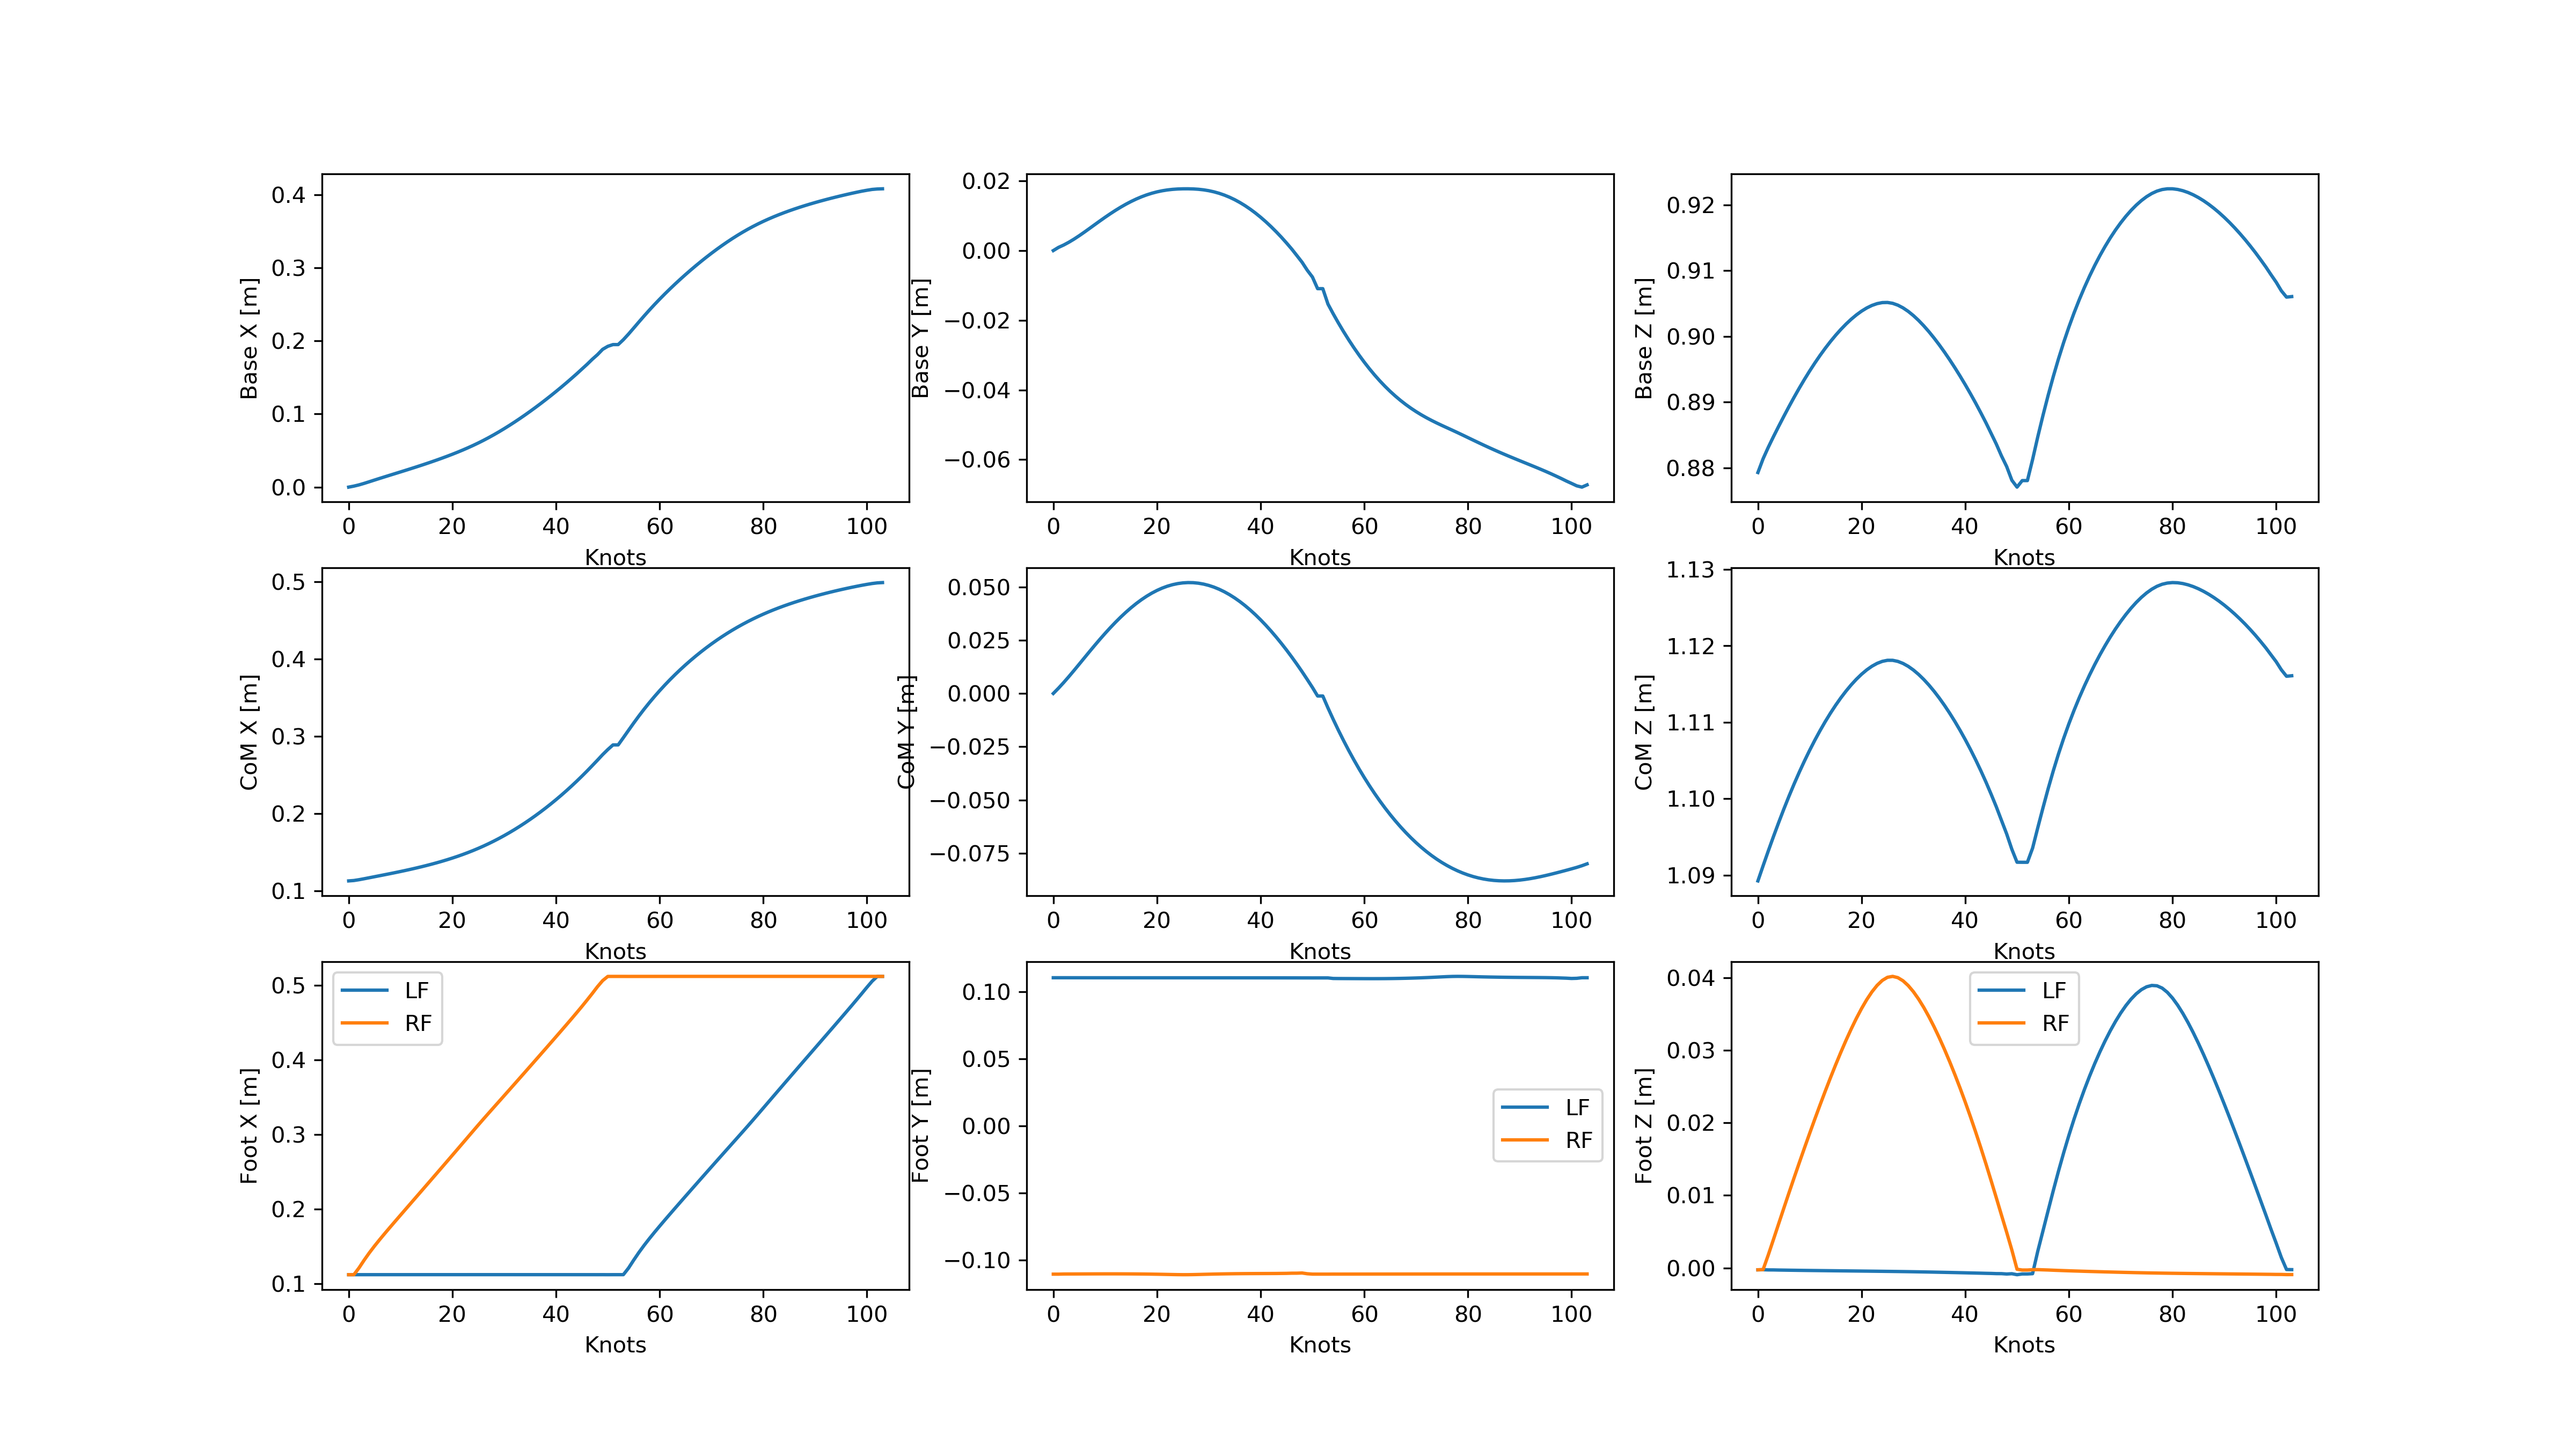 0.4
0.3
0.2
0.1
0.0
Base X [m]
0 20 40 60 80 100
Knots
0.02
0.00
−0.02
−0.04
−0.06
Base Y [m]
0 20 40 60 80 100
Knots
0.92
0.91
0.90
0.89
0.88
Base Z [m]
0 20 40 60 80 100
Knots
0.5
0.4
0.3
0.2
0.1
CoM X [m]
0 20 40 60 80 100
Knots
0.050
0.025
0.000
−0.025
−0.050
−0.075
CoM Y [m]
0 20 40 60 80 100
Knots
1.13
1.12
1.11
1.10
1.09
CoM Z [m]
0 20 40 60 80 100
Knots
0.5
0.4
0.3
0.2
0.1
Foot X [m]
LF
RF
0 20 40 60 80 100
Knots
0.10
0.05
0.00
−0.05
−0.10
Foot Y [m]
LF
RF
0 20 40 60 80 100
Knots
0.04
0.03
0.02
0.01
0.00
Foot Z [m]
LF
RF
0 20 40 60 80 100
Knots